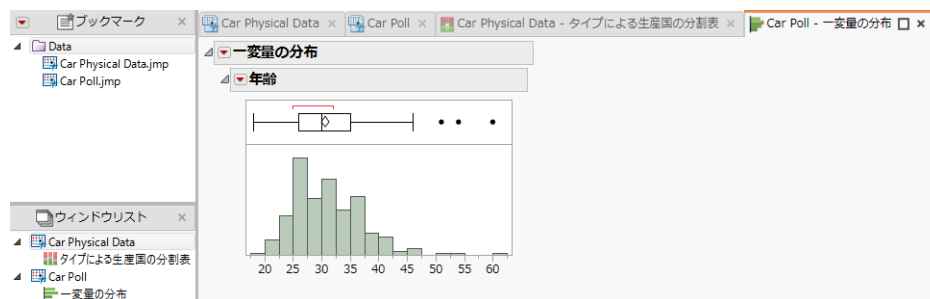 ブックマーク
Data
Car Physical Data.jmp
Car Poll.jmp
ウィンドウリスト
Car Physical Data
タイプによる生産国の分割表
Car Poll
一変量の分布
Car Physical Data
Car Poll
Car Physical Data - タイプによる生産国の分割表
Car Poll - 一変量の分布
一変量の分布
年齢
20 25 30 35 40 45 50 55 60